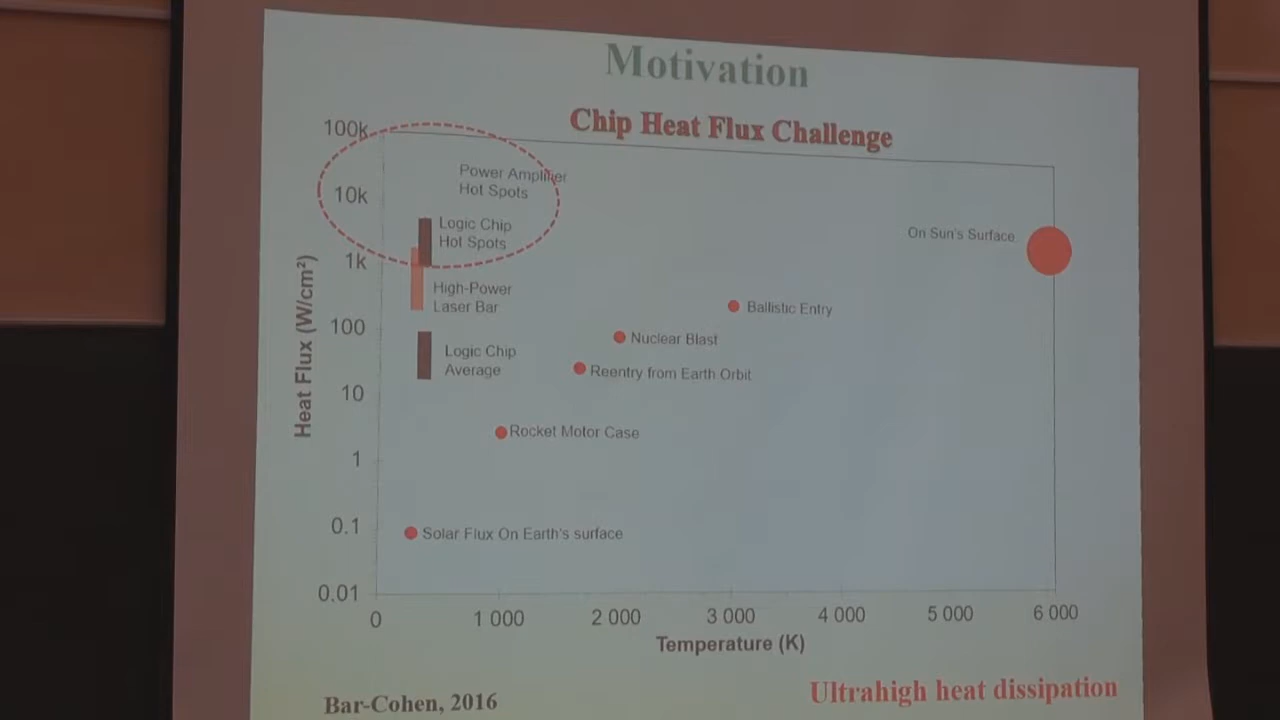 Motivation
Chip Heat Flux Challenge
100k
Power Amplifier
Hot Spots
10k
Logic Chip
Hot Spots
On Sun's Surface
1k
High-Power
Laser Bar
Ballistic Entry
100
Nuclear Blast
Logic Chip
Average
Reentry from Earth Orbit
10
Rocket Motor Case
1
0.1
Solar Flux On Earth's surface
0.01
Heat Flux (W/cm²)
0
1 000
2 000
3 000
4 000
5 000
6 000
Temperature (K)
Bar-Cohen, 2016
Ultrahigh heat dissipation